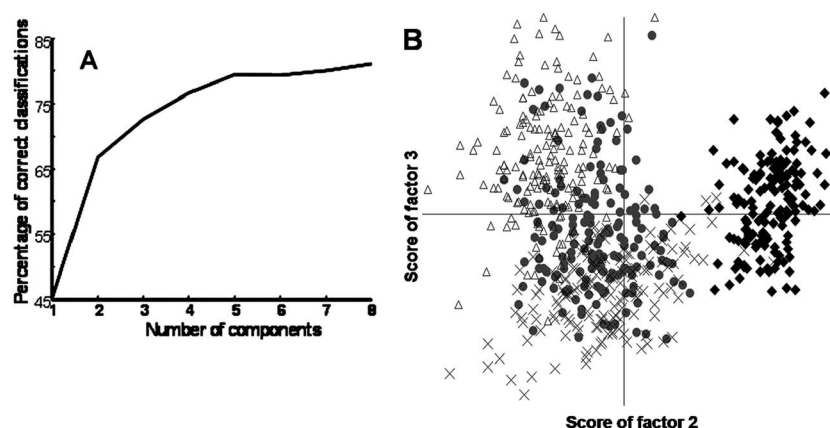 A
Percentage of correct classifications
85
75
65
55
45
1 2 3 4 5 6 7 8
Number of components
B
Score of factor 3
Score of factor 2